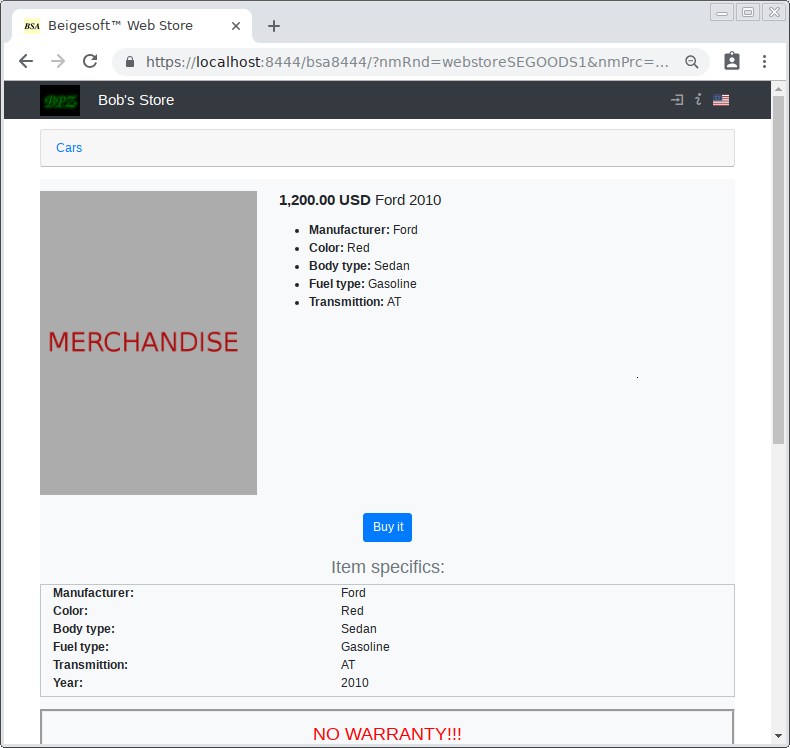 BSA Beigesoft™ Web Store
https://localhost:8444/bsa8444/?nmRnd=webstoreSEGOODS1&nmPrc=...
BPZ Bob's Store
Cars
1,200.00 USD Ford 2010
Manufacturer: Ford
Color: Red
Body type: Sedan
Fuel type: Gasoline
Transmittion: AT
MERCHANDISE
Buy it
Item specifics:
Manufacturer: Ford
Color: Red
Body type: Sedan
Fuel type: Gasoline
Transmittion: AT
Year: 2010
NO WARRANTY!!!